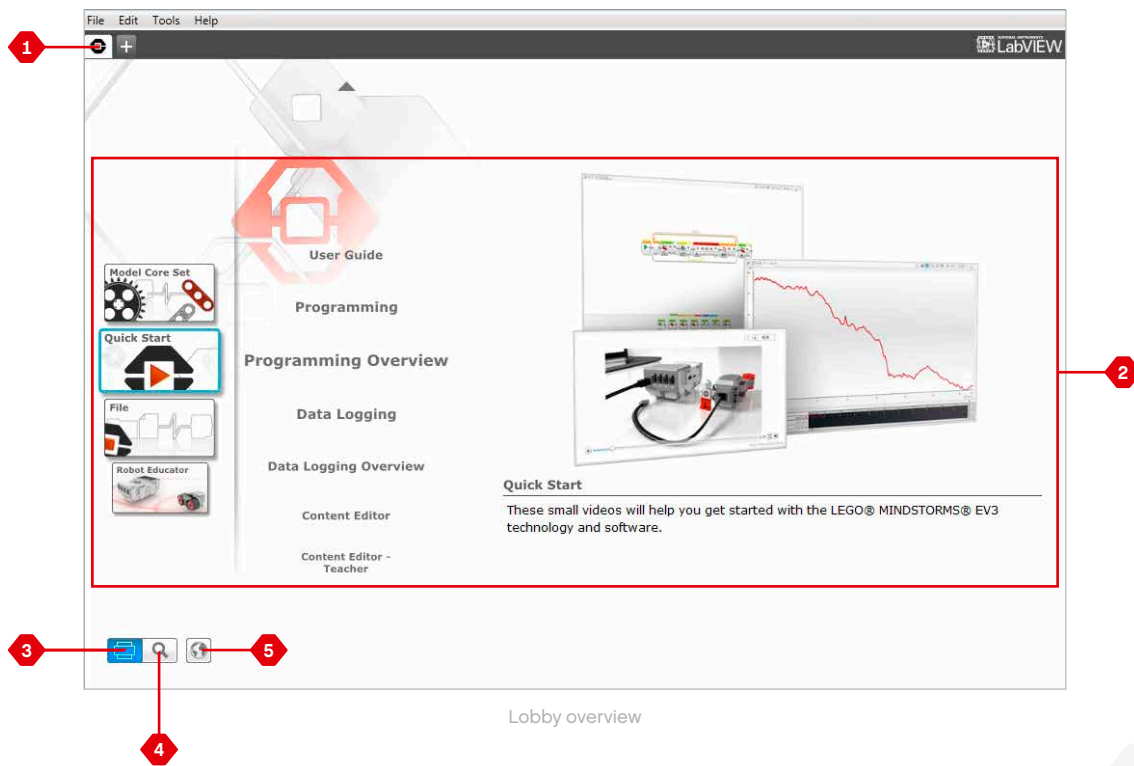 File Edit Tools Help
1
+
NATIONAL INSTRUMENTS
LabVIEW
2
Model Core Set
Quick Start
File
Robot Educator
User Guide
Programming
Programming Overview
Data Logging
Data Logging Overview
Content Editor
Content Editor -
Teacher
Quick Start
These small videos will help you get started with the LEGO® MINDSTORMS® EV3
technology and software.
3
5
4
Lobby overview